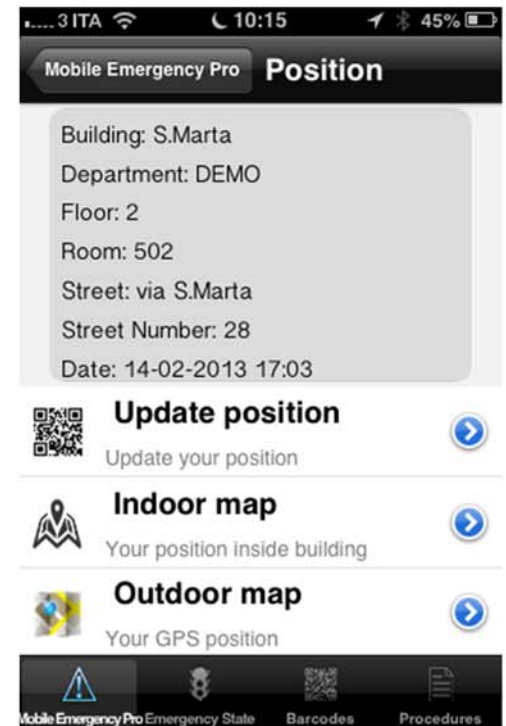 3 ITA 10:15 45%
Mobile Emergency Pro Position
Building: S.Marta
Department: DEMO
Floor: 2
Room: 502
Street: via S.Marta
Street Number: 28
Date: 14-02-2013 17:03
Update position
Update your position
Indoor map
Your position inside building
Outdoor map
Your GPS position
Mobile Emergency Pro Emergency State Barcodes Procedures